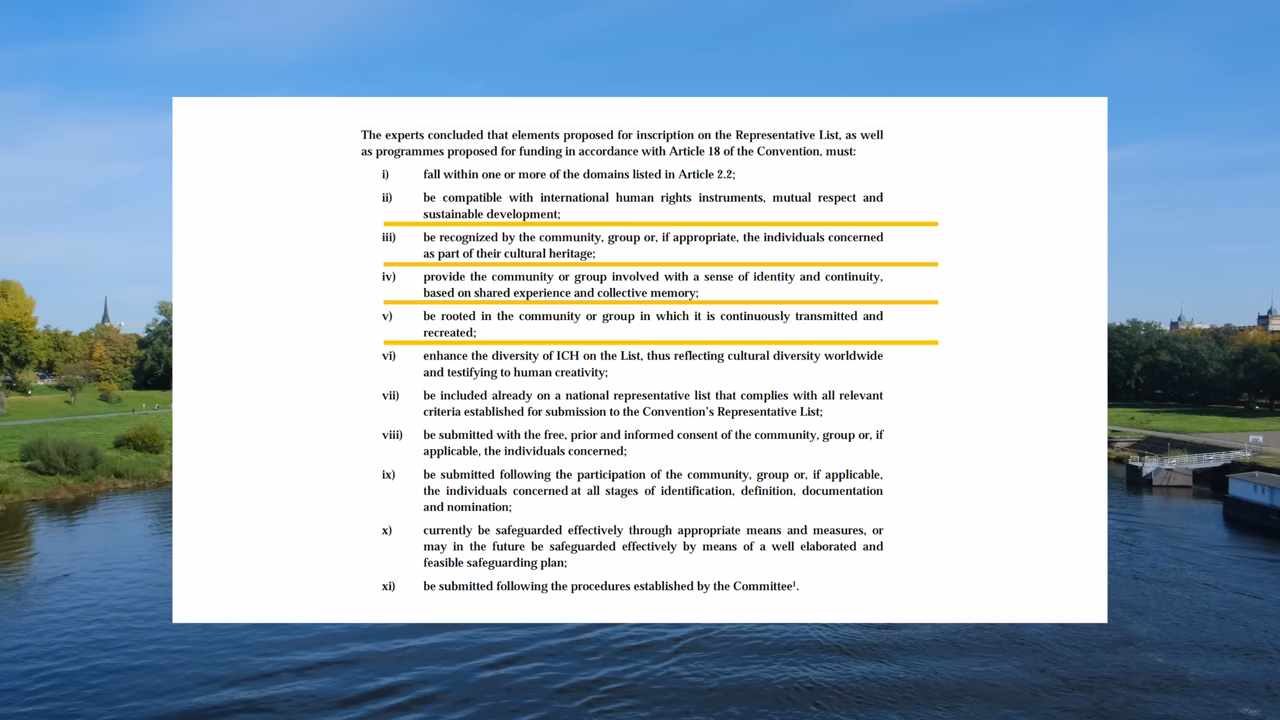 The experts concluded that elements proposed for inscription on the Representative List, as well
as programmes proposed for funding in accordance with Article 18 of the Convention, must:
i) fall within one or more of the domains listed in Article 2.2;
ii) be compatible with international human rights instruments, mutual respect and
sustainable development;
iii) be recognized by the community, group or, if appropriate, the individuals concerned
as part of their cultural heritage;
iv) provide the community or group involved with a sense of identity and continuity,
based on shared experience and collective memory;
v) be rooted in the community or group in which it is continuously transmitted and
recreated;
vi) enhance the diversity of ICH on the List, thus reflecting cultural diversity worldwide
and testifying to human creativity;
vii) be included already on a national representative list that complies with all relevant
criteria established for submission to the Convention's Representative List;
viii) be submitted with the free, prior and informed consent of the community, group or, if
applicable, the individuals concerned;
ix) be submitted following the participation of the community, group or, if applicable,
the individuals concerned at all stages of identification, definition, documentation
and nomination;
x) currently be safeguarded effectively through appropriate means and measures, or
may in the future be safeguarded effectively by means of a well elaborated and
feasible safeguarding plan;
xi) be submitted following the procedures established by the Committee¹.